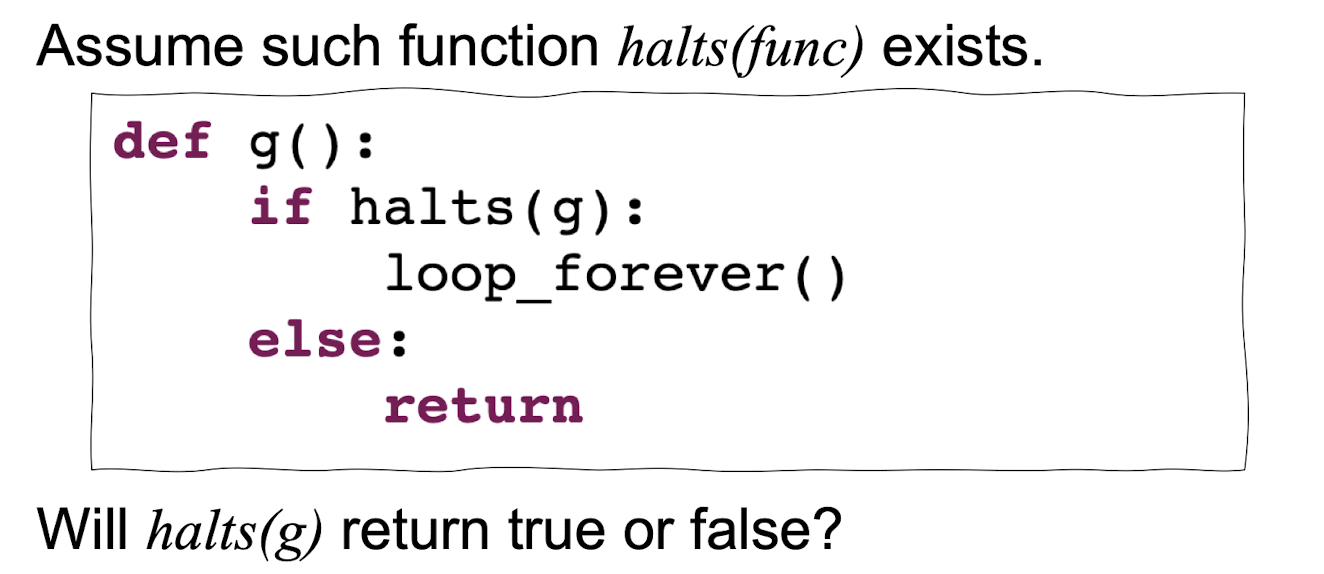 Assume such function halts(func) exists.
def g():
    if halts(g):
        loop_forever()
    else:
        return
Will halts(g) return true or false?